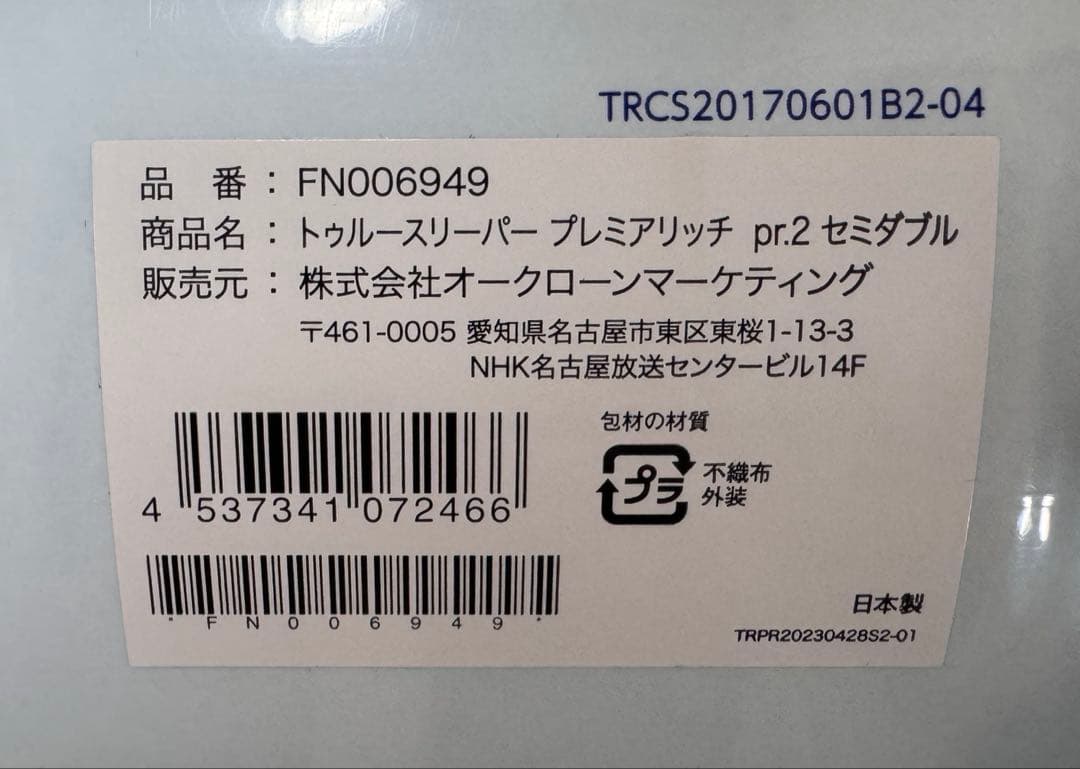 TRCS20170601B2-04
品 番 : FN006949
商品名 : トゥルースリーパー プレミアリッチ pr.2 セミダブル
販売元 : 株式会社オークローンマーケティング
〒461-0005 愛知県名古屋市東区東桜1-13-3
NHK名古屋放送センタービル14F
包材の材質
プラ
不織布
外装
4 537341 072466
*FN006949*
日本製
TRPR20230428S2-01